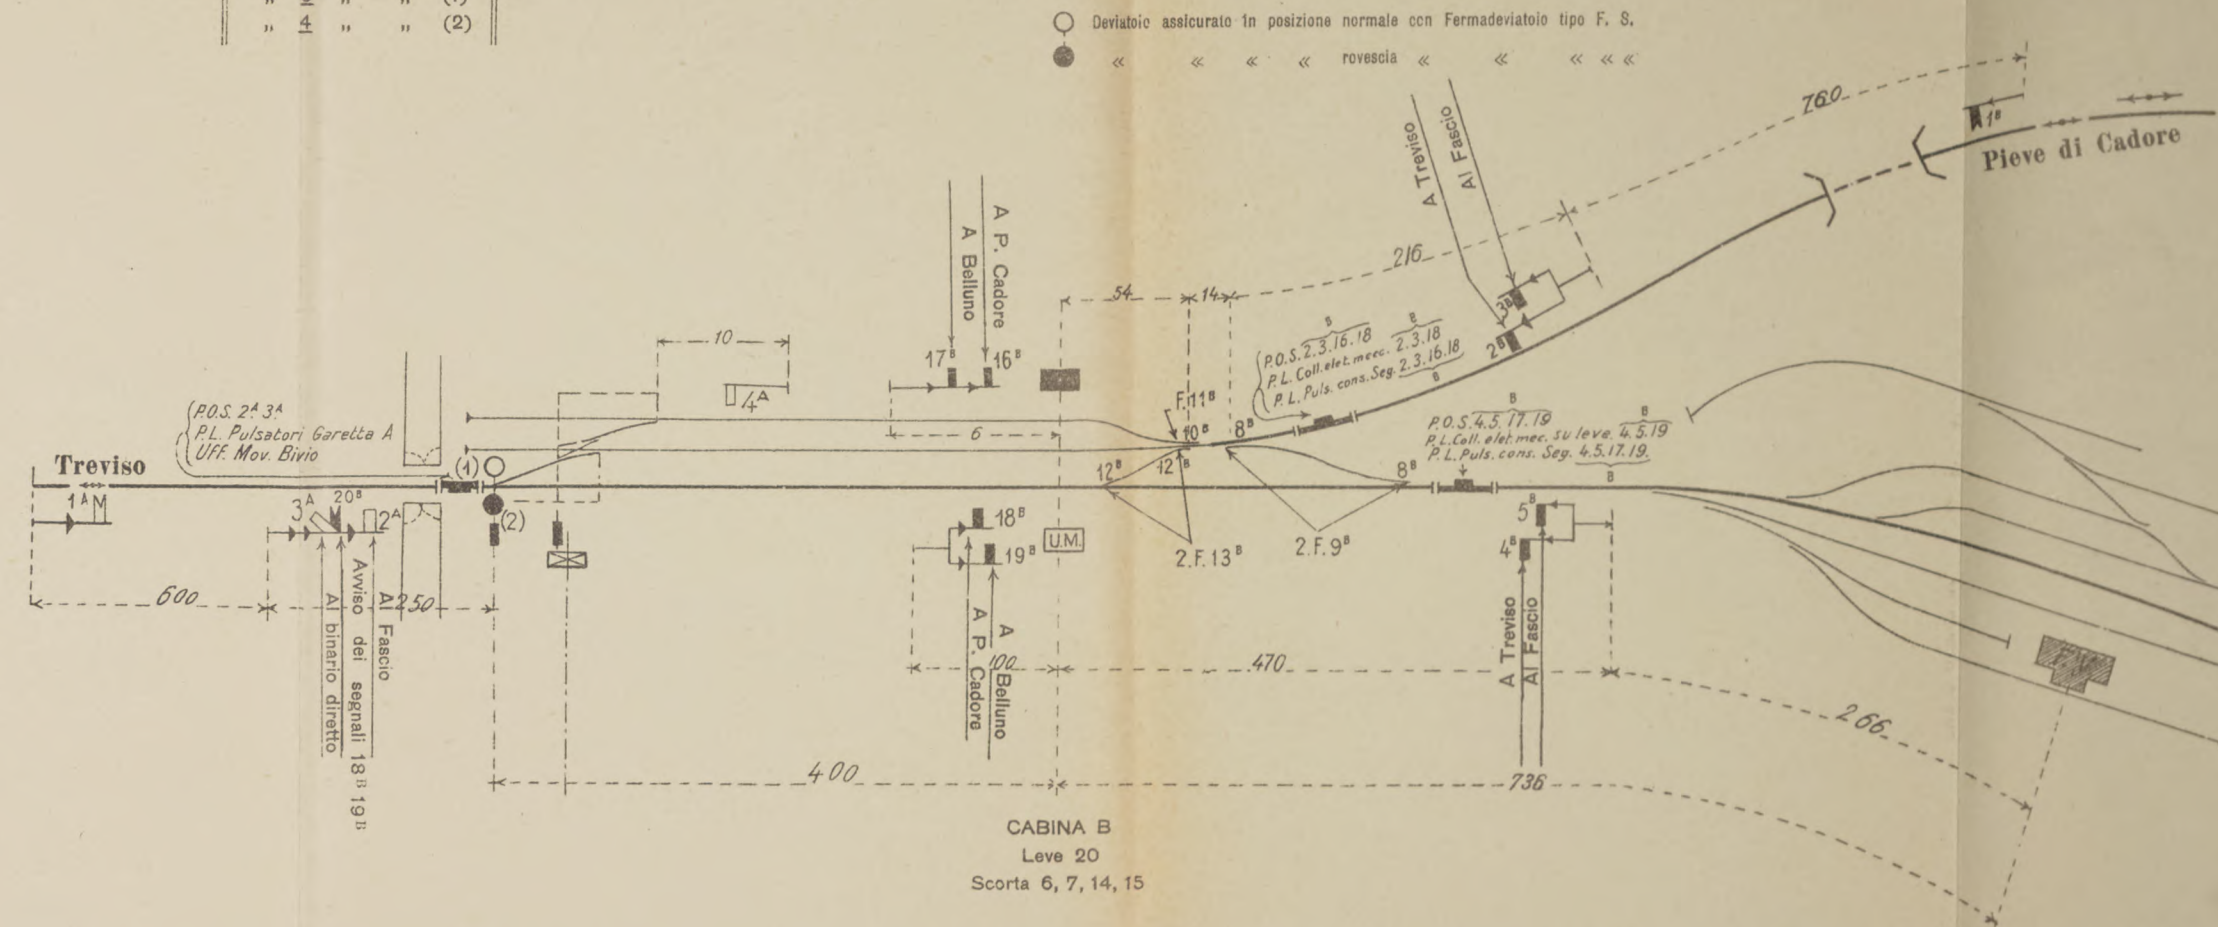 „ 4 „ „ (2)
Deviatoio assicurato in posizione normale con Fermadeviatoio tipo F. S.
« « « « rovescia « « « « «
760
1ᴮ
Pieve di Cadore
A Treviso
Al Fascio
216
3ᴮ
2ᴮ
54
14
A P. Cadore
A Belluno
17ᴮ
16ᴮ
10
4ᴬ
6
F.11ᴮ
10ᴮ
8ᴮ
12ᴮ
12ᴮ
8ᴮ
B B
P.O.S. 2.3.16.18
P.L. Coll. elet. mecc. 2.3.18
P.L. Puls. cons. Seg. 2.3.16.18
B
B
P.O.S. 4.5.17.19 B
P.L. Coll. elet. mec. su leve 4.5.19
P.L. Puls. cons. Seg. 4.5.17.19.
B
P.O.S. 2ᴬ 3ᴬ
P.L. Pulsatori Garetta A
UFF. Mov. Bivio
Treviso
1ᴬ M
3ᴬ
20ᴮ
2ᴬ
(1)
(2)
18ᴮ
19ᴮ
U.M.
2.F.13ᴮ
2.F.9ᴮ
5ᴮ
4ᴮ
600
250
Al binario diretto
Avviso dei segnali 18ᴮ 19ᴮ
Al Fascio
A P. Cadore
A Belluno
100
470
A Treviso
Al Fascio
F.V.
266
400
736
CABINA B
Leve 20
Scorta 6, 7, 14, 15